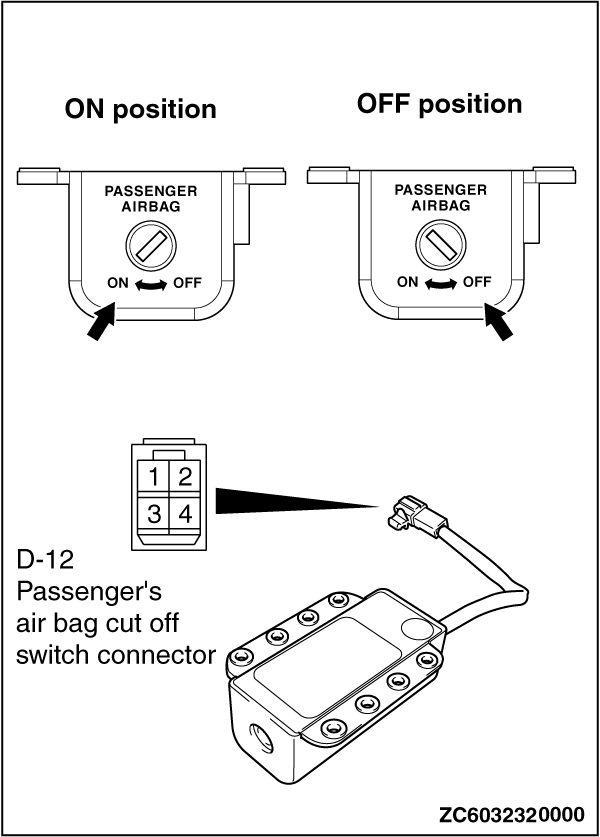 ON position
OFF position
PASSENGER
AIRBAG
ON OFF
PASSENGER
AIRBAG
ON OFF
1 2
3 4
D-12
Passenger's
air bag cut off
switch connector
ZC6032320000